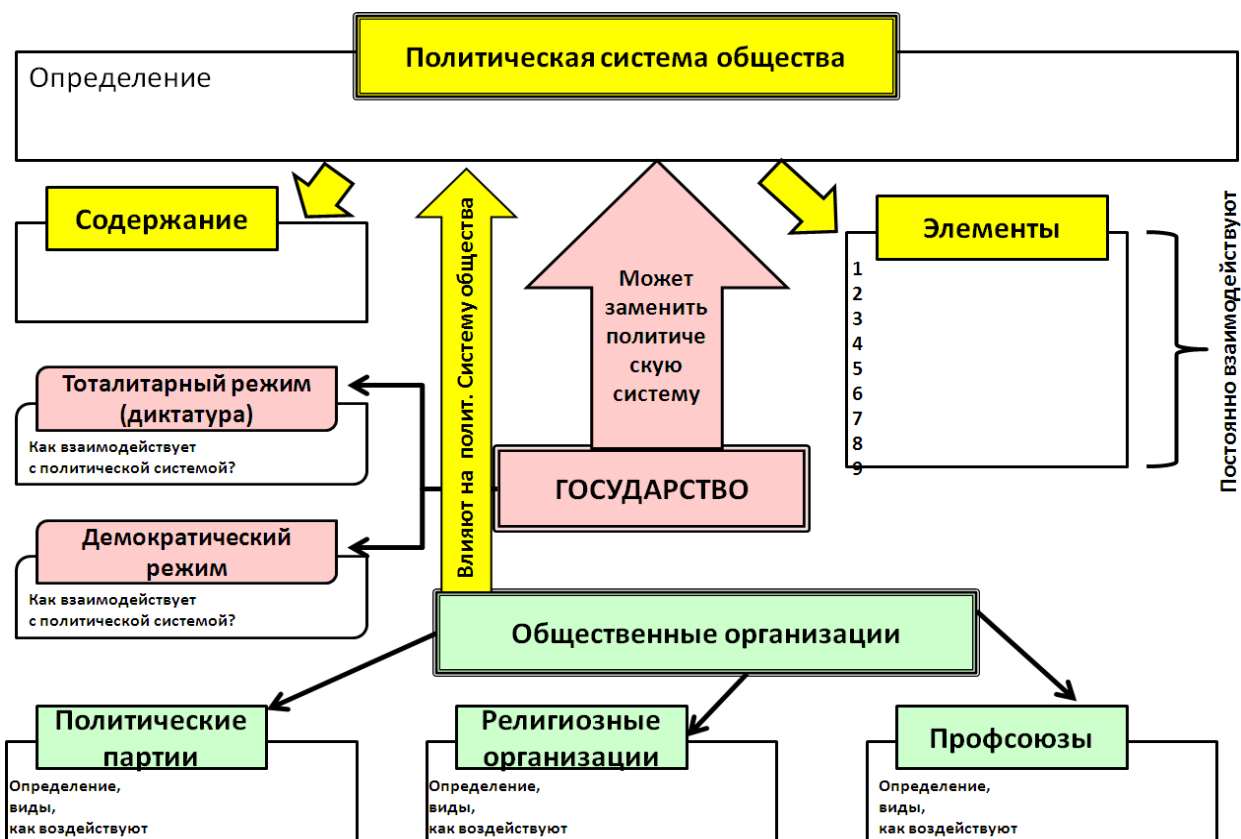 Политическая система общества
Определение
Содержание
Элементы
1
2
3
4
5
6
7
8
9
Постоянно взаимодействуют
Влияют на полит. Систему общества
Может
заменить
политиче
скую
систему
Тоталитарный режим
(диктатура)
Как взаимодействует
с политической системой?
ГОСУДАРСТВО
Демократический
режим
Как взаимодействует
с политической системой?
Общественные организации
Политические
партии
Определение,
виды,
как воздействуют
Религиозные
организации
Определение,
виды,
как воздействуют
Профсоюзы
Определение,
виды,
как воздействуют